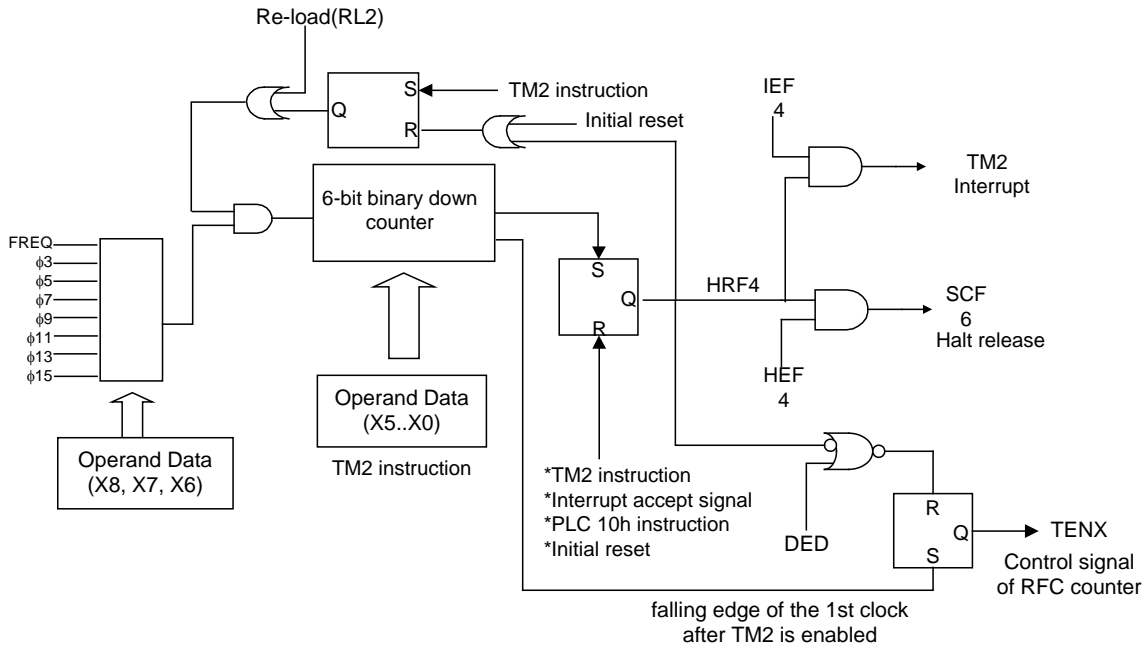 Re-load(RL2)
S
Q
R
TM2 instruction
Initial reset
IEF
4
TM2
Interrupt
6-bit binary down
counter
FREQ
ϕ3
ϕ5
ϕ7
ϕ9
ϕ11
ϕ13
ϕ15
S
Q
R
HRF4
SCF
6
Halt release
HEF
4
Operand Data
(X5..X0)
TM2 instruction
Operand Data
(X8, X7, X6)
*TM2 instruction
*Interrupt accept signal
*PLC 10h instruction
*Initial reset
DED
R
Q
S
TENX
Control signal
of RFC counter
falling edge of the 1st clock
after TM2 is enabled